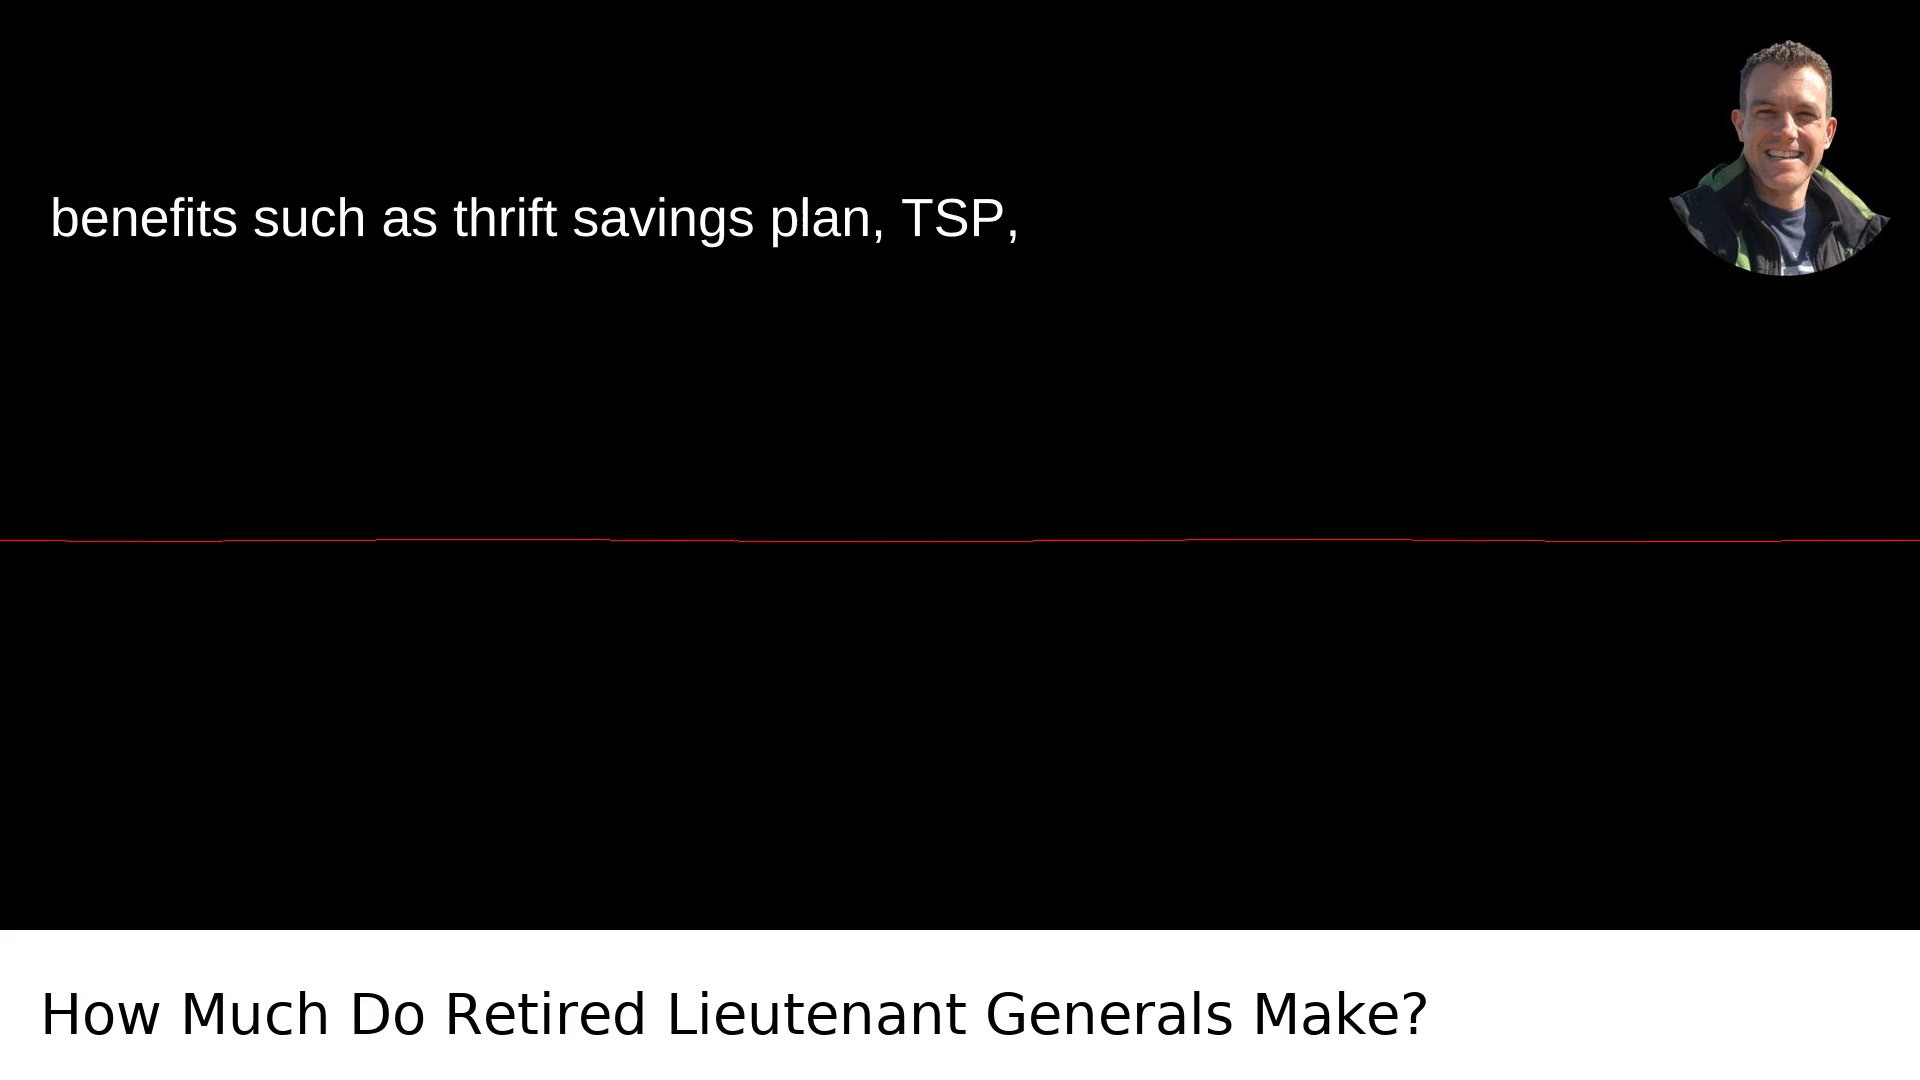 benefits such as thrift savings plan, TSP,
How Much Do Retired Lieutenant Generals Make?